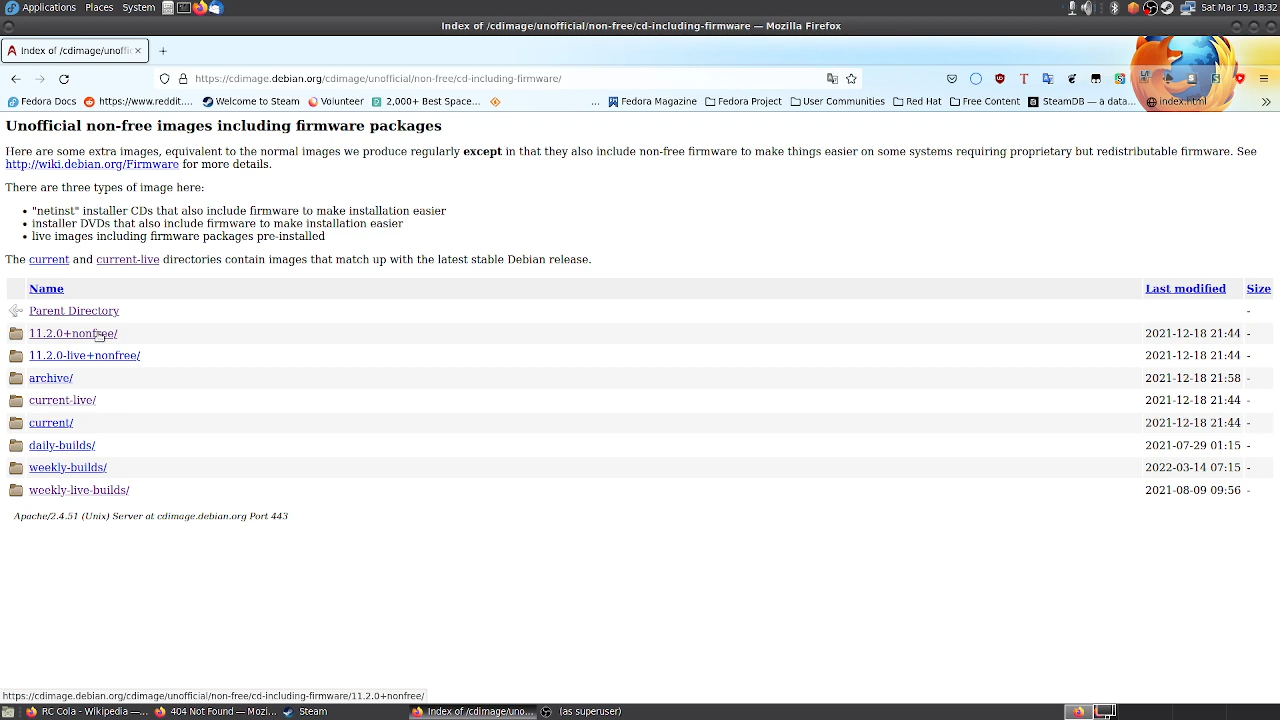 Applications Places System Sat Mar 19, 18:32
Index of /cdimage/unofficial/non-free/cd-including-firmware — Mozilla Firefox
Index of /cdimage/unoffic
https://cdimage.debian.org/cdimage/unofficial/non-free/cd-including-firmware/
Fedora Docs https://www.reddit.... Welcome to Steam Volunteer 2,000+ Best Space... ... Fedora Magazine Fedora Project User Communities Red Hat Free Content SteamDB — a data... index.html
Unofficial non-free images including firmware packages
Here are some extra images, equivalent to the normal images we produce regularly except in that they also include non-free firmware to make things easier on some systems requiring proprietary but redistributable firmware. See
http://wiki.debian.org/Firmware for more details.
There are three types of image here:
• "netinst" installer CDs that also include firmware to make installation easier
• installer DVDs that also include firmware to make installation easier
• live images including firmware packages pre-installed
The current and current-live directories contain images that match up with the latest stable Debian release.
Name Last modified Size
Parent Directory -
11.2.0+nonfree/ 2021-12-18 21:44 -
11.2.0-live+nonfree/ 2021-12-18 21:44 -
archive/ 2021-12-18 21:58 -
current-live/ 2021-12-18 21:44 -
current/ 2021-12-18 21:44 -
daily-builds/ 2021-07-29 01:15 -
weekly-builds/ 2022-03-14 07:15 -
weekly-live-builds/ 2021-08-09 09:56 -
Apache/2.4.51 (Unix) Server at cdimage.debian.org Port 443
https://cdimage.debian.org/cdimage/unofficial/non-free/cd-including-firmware/11.2.0+nonfree/
RC Cola - Wikipedia —... 404 Not Found — Mozi... Steam Index of /cdimage/uno... (as superuser)